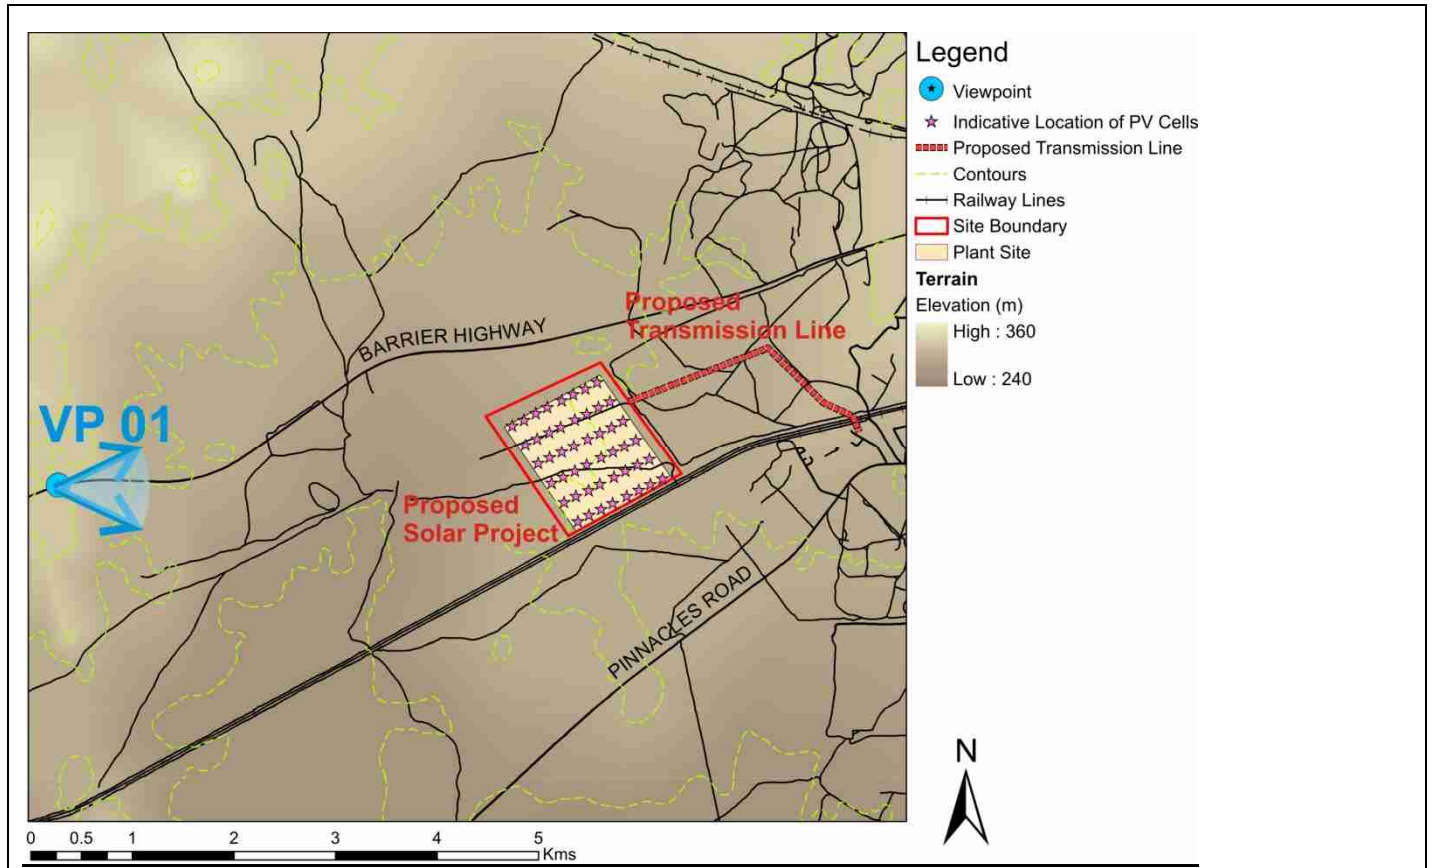 Legend
Viewpoint
Indicative Location of PV Cells
Proposed Transmission Line
Contours
Railway Lines
Site Boundary
Plant Site
Terrain
Elevation (m)
High : 360
Low : 240
Proposed
Transmission Line
BARRIER HIGHWAY
VP 01
Proposed
Solar Project
PINNACLES ROAD
N
0 0.5 1 2 3 4 5
Kms